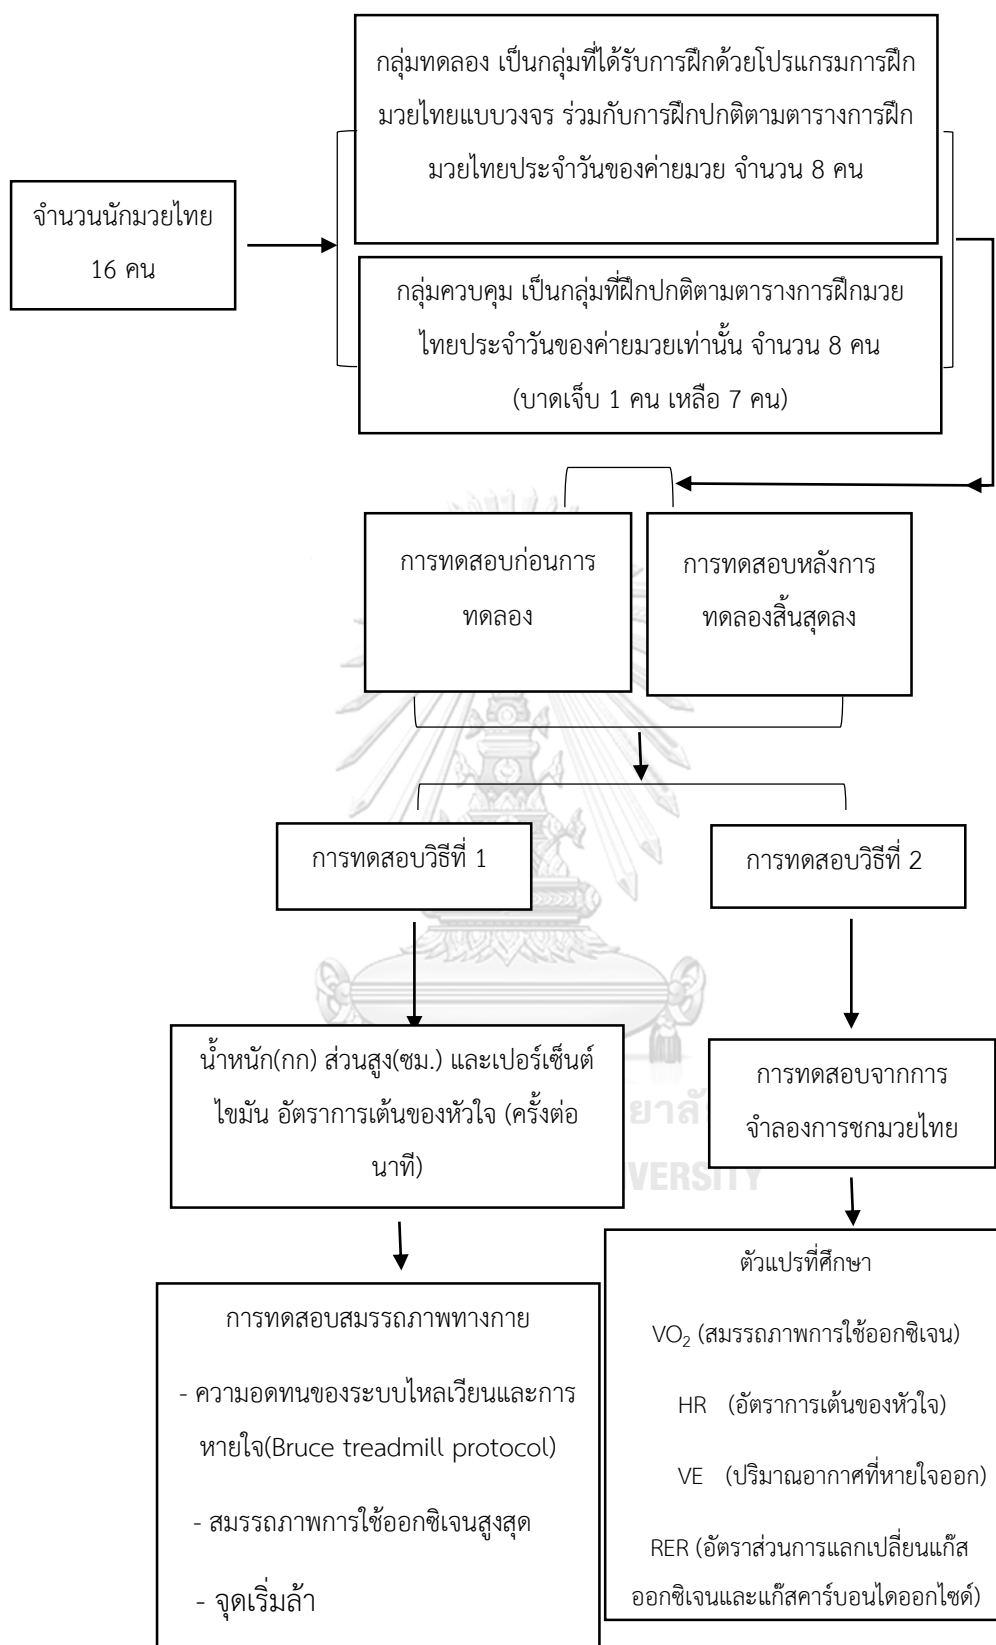 กลุ่มทดลอง เป็นกลุ่มที่ได้รับการฝึกด้วยโปรแกรมการฝึก
มวยไทยแบบวงจร ร่วมกับการฝึกปกติตามตารางการฝึก
มวยไทยประจำวันของค่ายมวย จำนวน 8 คน
จำนวนนักมวยไทย
16 คน
กลุ่มควบคุม เป็นกลุ่มที่ฝึกปกติตามตารางการฝึกมวย
ไทยประจำวันของค่ายมวยเท่านั้น จำนวน 8 คน
(บาดเจ็บ 1 คน เหลือ 7 คน)
การทดสอบก่อนการ
ทดลอง
การทดสอบหลังการ
ทดลองสิ้นสุดลง
การทดสอบวิธีที่ 1
การทดสอบวิธีที่ 2
น้ำหนัก(กก) ส่วนสูง(ซม.) และเปอร์เซ็นต์
ไขมัน อัตราการเต้นของหัวใจ (ครั้งต่อ
นาที)
การทดสอบจากการ
จำลองการชกมวยไทย
ยาลั
VERSITY
การทดสอบสมรรถภาพทางกาย
- ความอดทนของระบบไหลเวียนและการ
หายใจ(Bruce treadmill protocol)
- สมรรถภาพการใช้ออกซิเจนสูงสุด
- จุดเริ่มล้า
ตัวแปรที่ศึกษา
VO₂ (สมรรถภาพการใช้ออกซิเจน)
HR (อัตราการเต้นของหัวใจ)
VE (ปริมาณอากาศที่หายใจออก)
RER (อัตราส่วนการแลกเปลี่ยนแก๊ส
ออกซิเจนและแก๊สคาร์บอนไดออกไซด์)